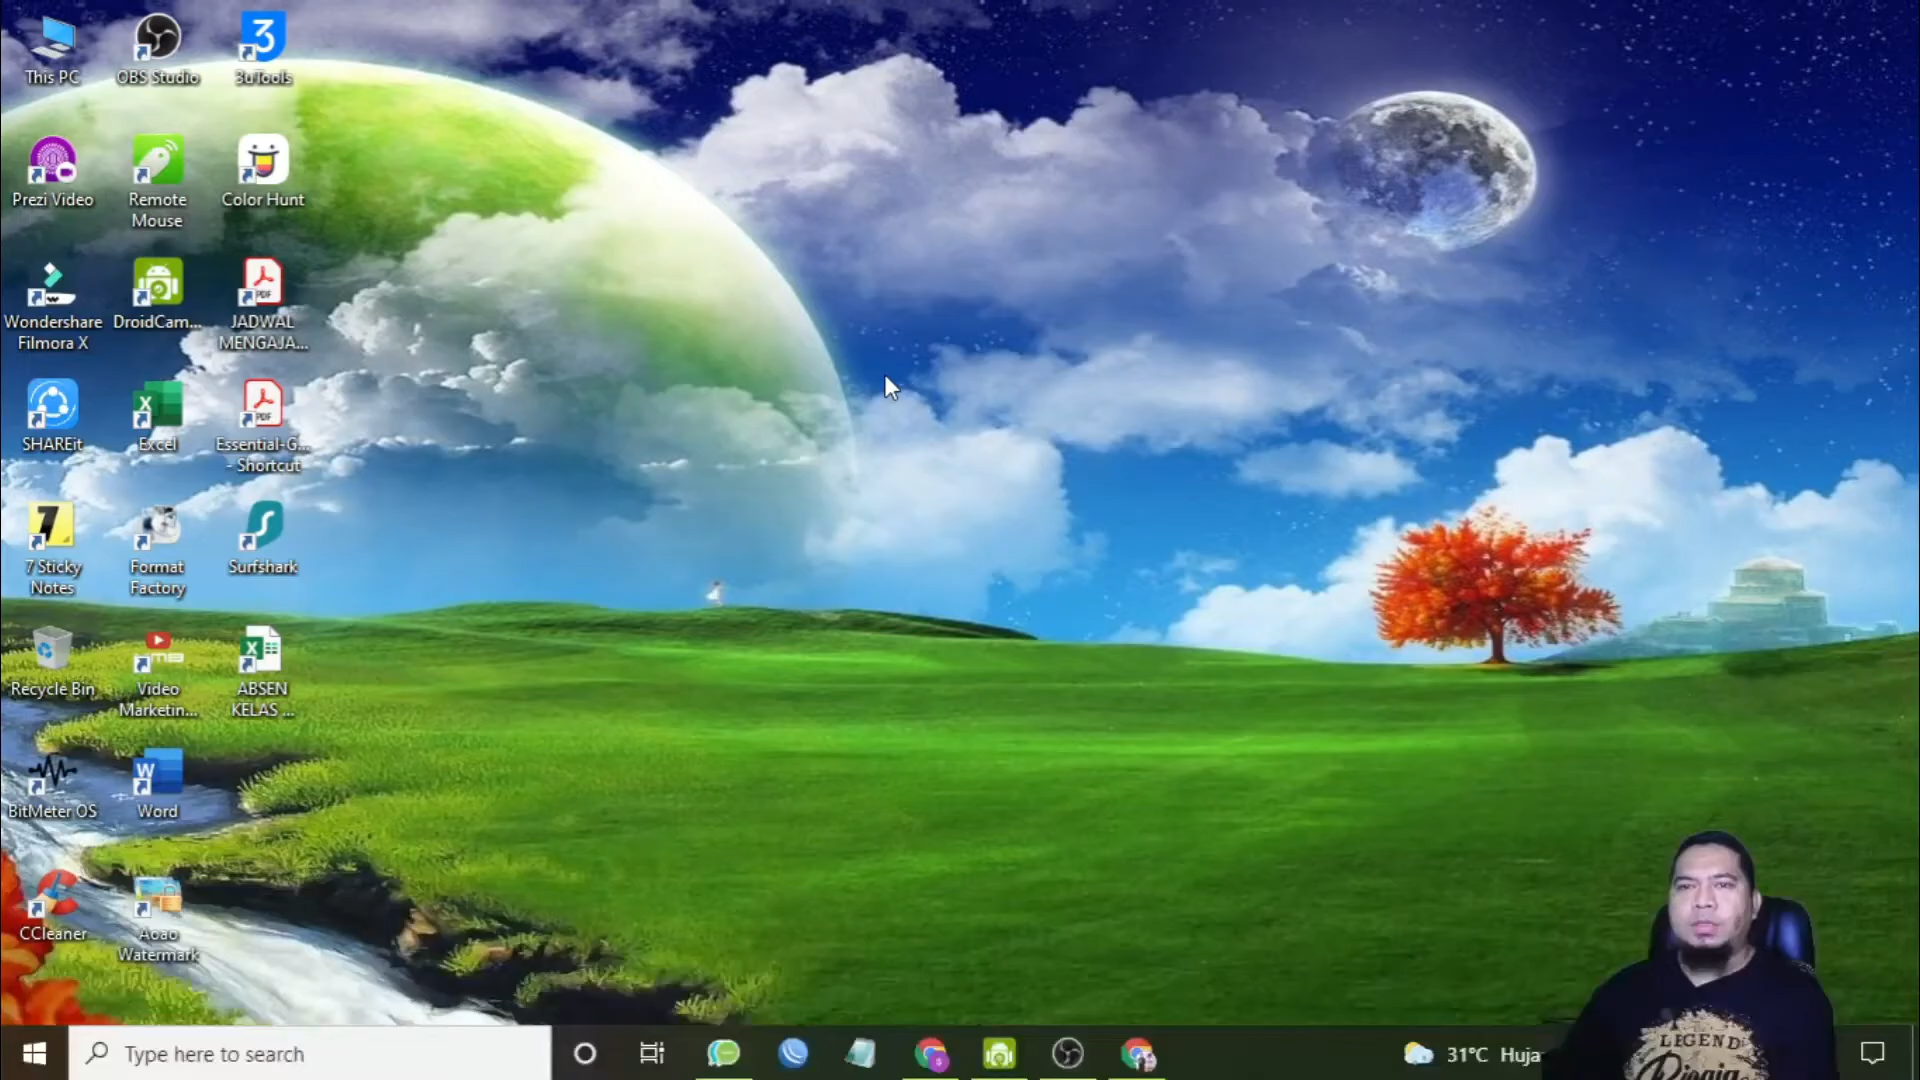 This PC
OBS Studio
3uTools
Prezi Video
Remote
Mouse
Color Hunt
Wondershare
Filmora X
DroidCam...
JADWAL
MENGAJA...
SHAREit
Excel
Essential-G...
- Shortcut
7 Sticky
Notes
Format
Factory
Surfshark
Recycle Bin
Video
Marketin...
ABSEN
KELAS ...
BitMeter OS
Word
CCleaner
Aoao
Watermark
Type here to search
31°C Huja
LEGEND